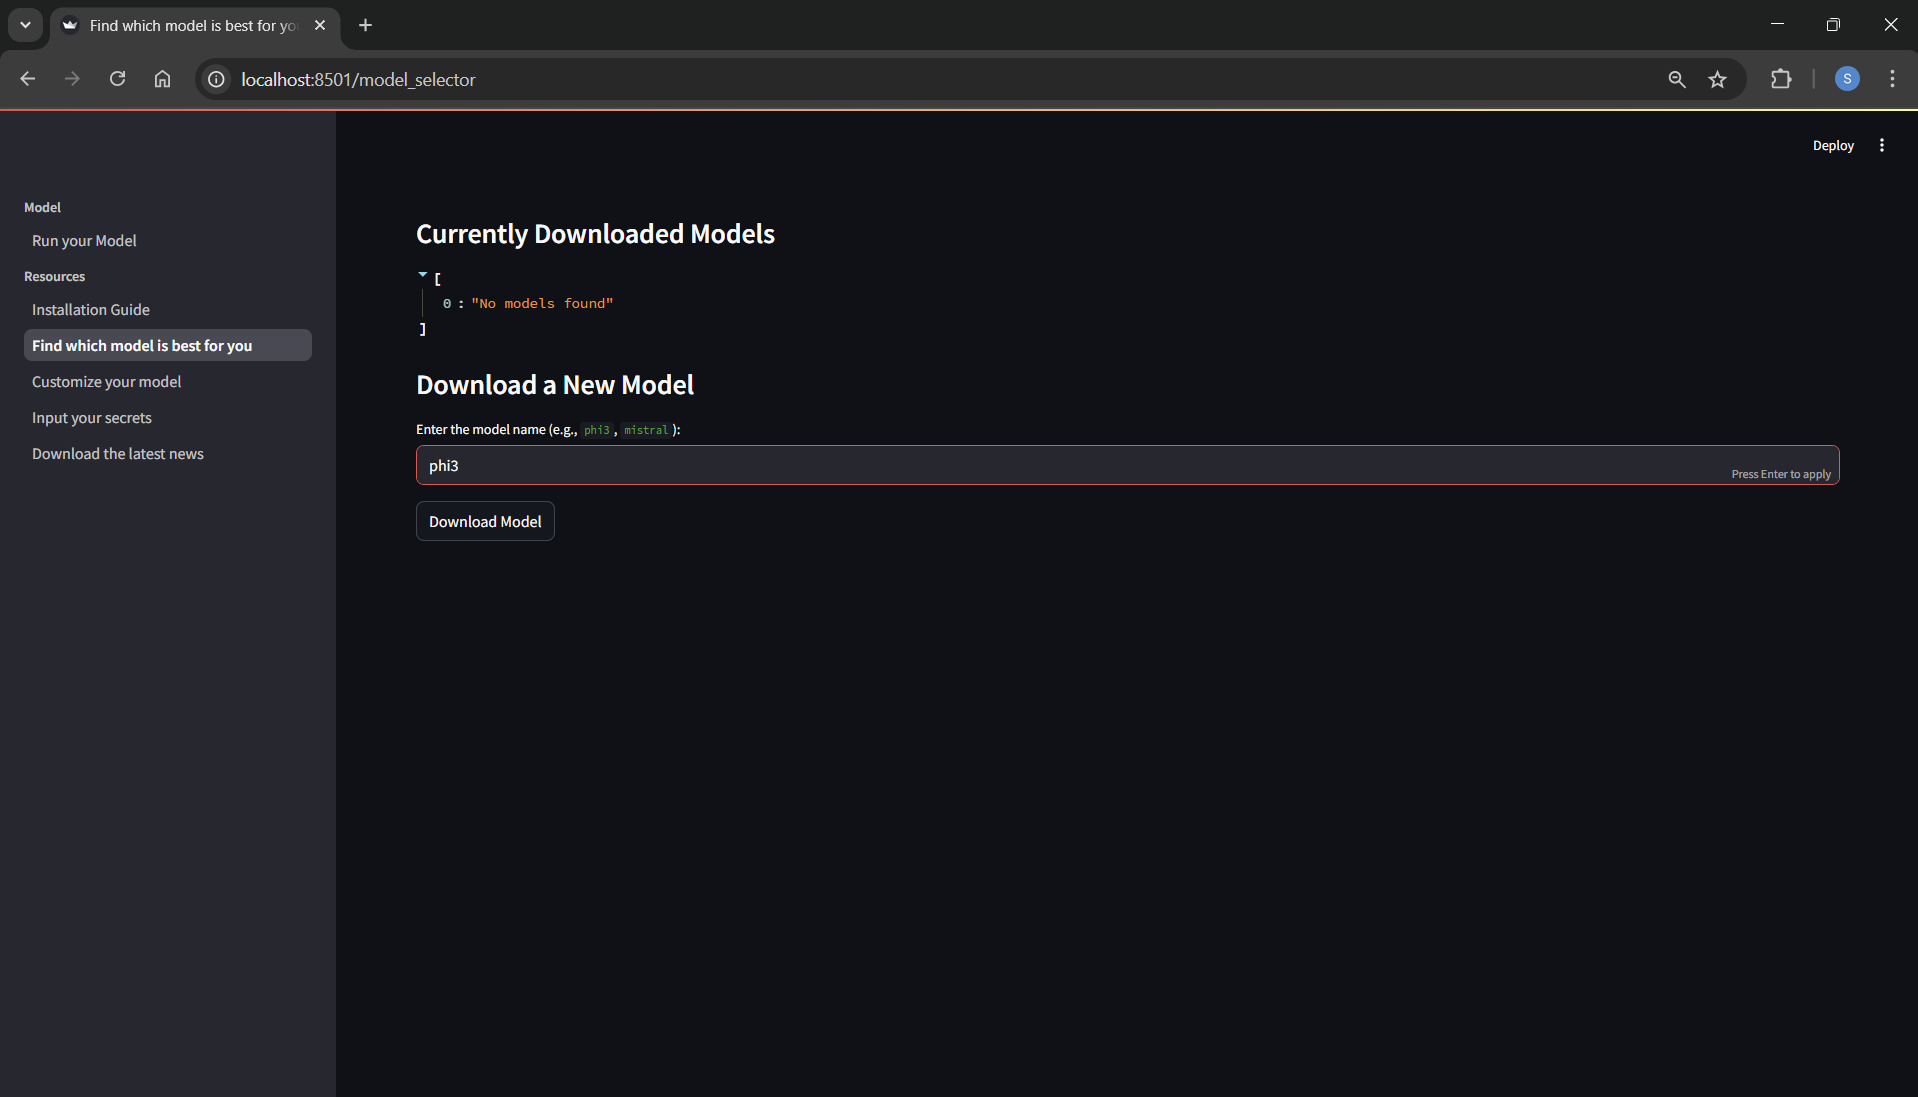 Find which model is best for yo
localhost:8501/model_selector
S
Deploy
Model
Run your Model
Resources
Installation Guide
Find which model is best for you
Customize your model
Input your secrets
Download the latest news
Currently Downloaded Models
[
0 : "No models found"
]
Download a New Model
Enter the model name (e.g., phi3 , mistral ):
phi3
Press Enter to apply
Download Model